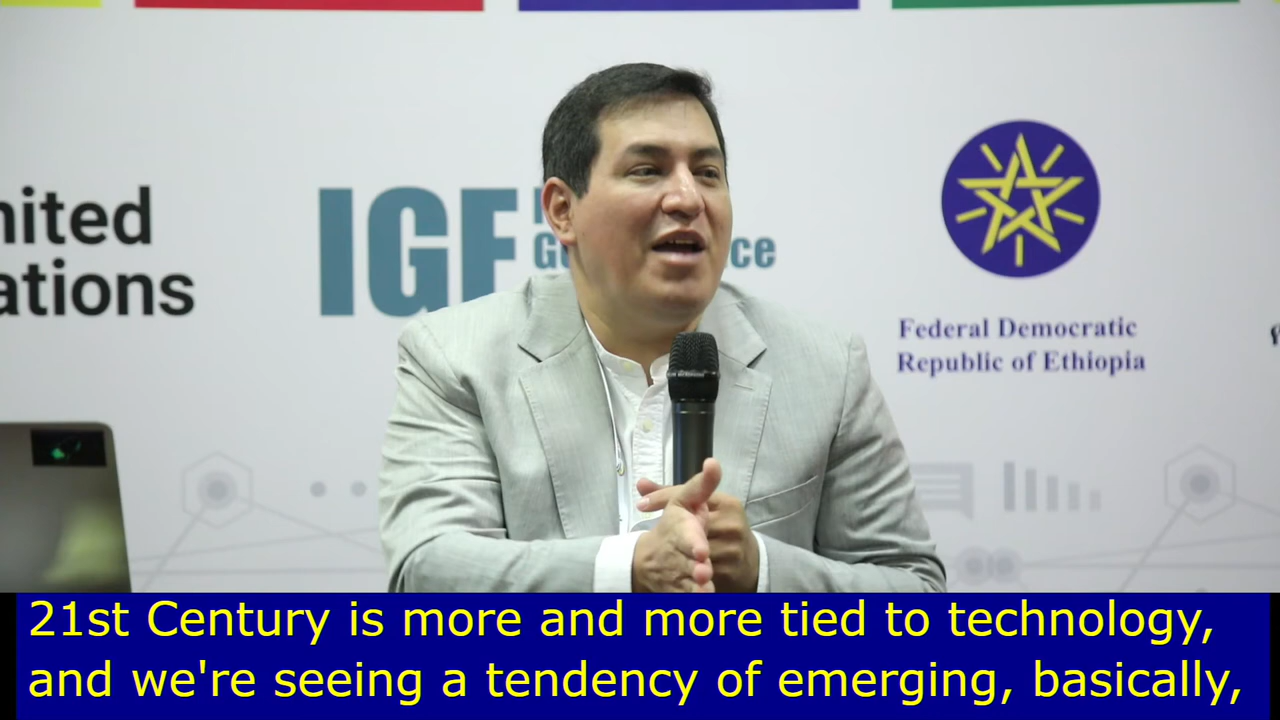 nited
ations
IGF
ce
Federal Democratic
Republic of Ethiopia
21st Century is more and more tied to technology,
and we're seeing a tendency of emerging, basically,